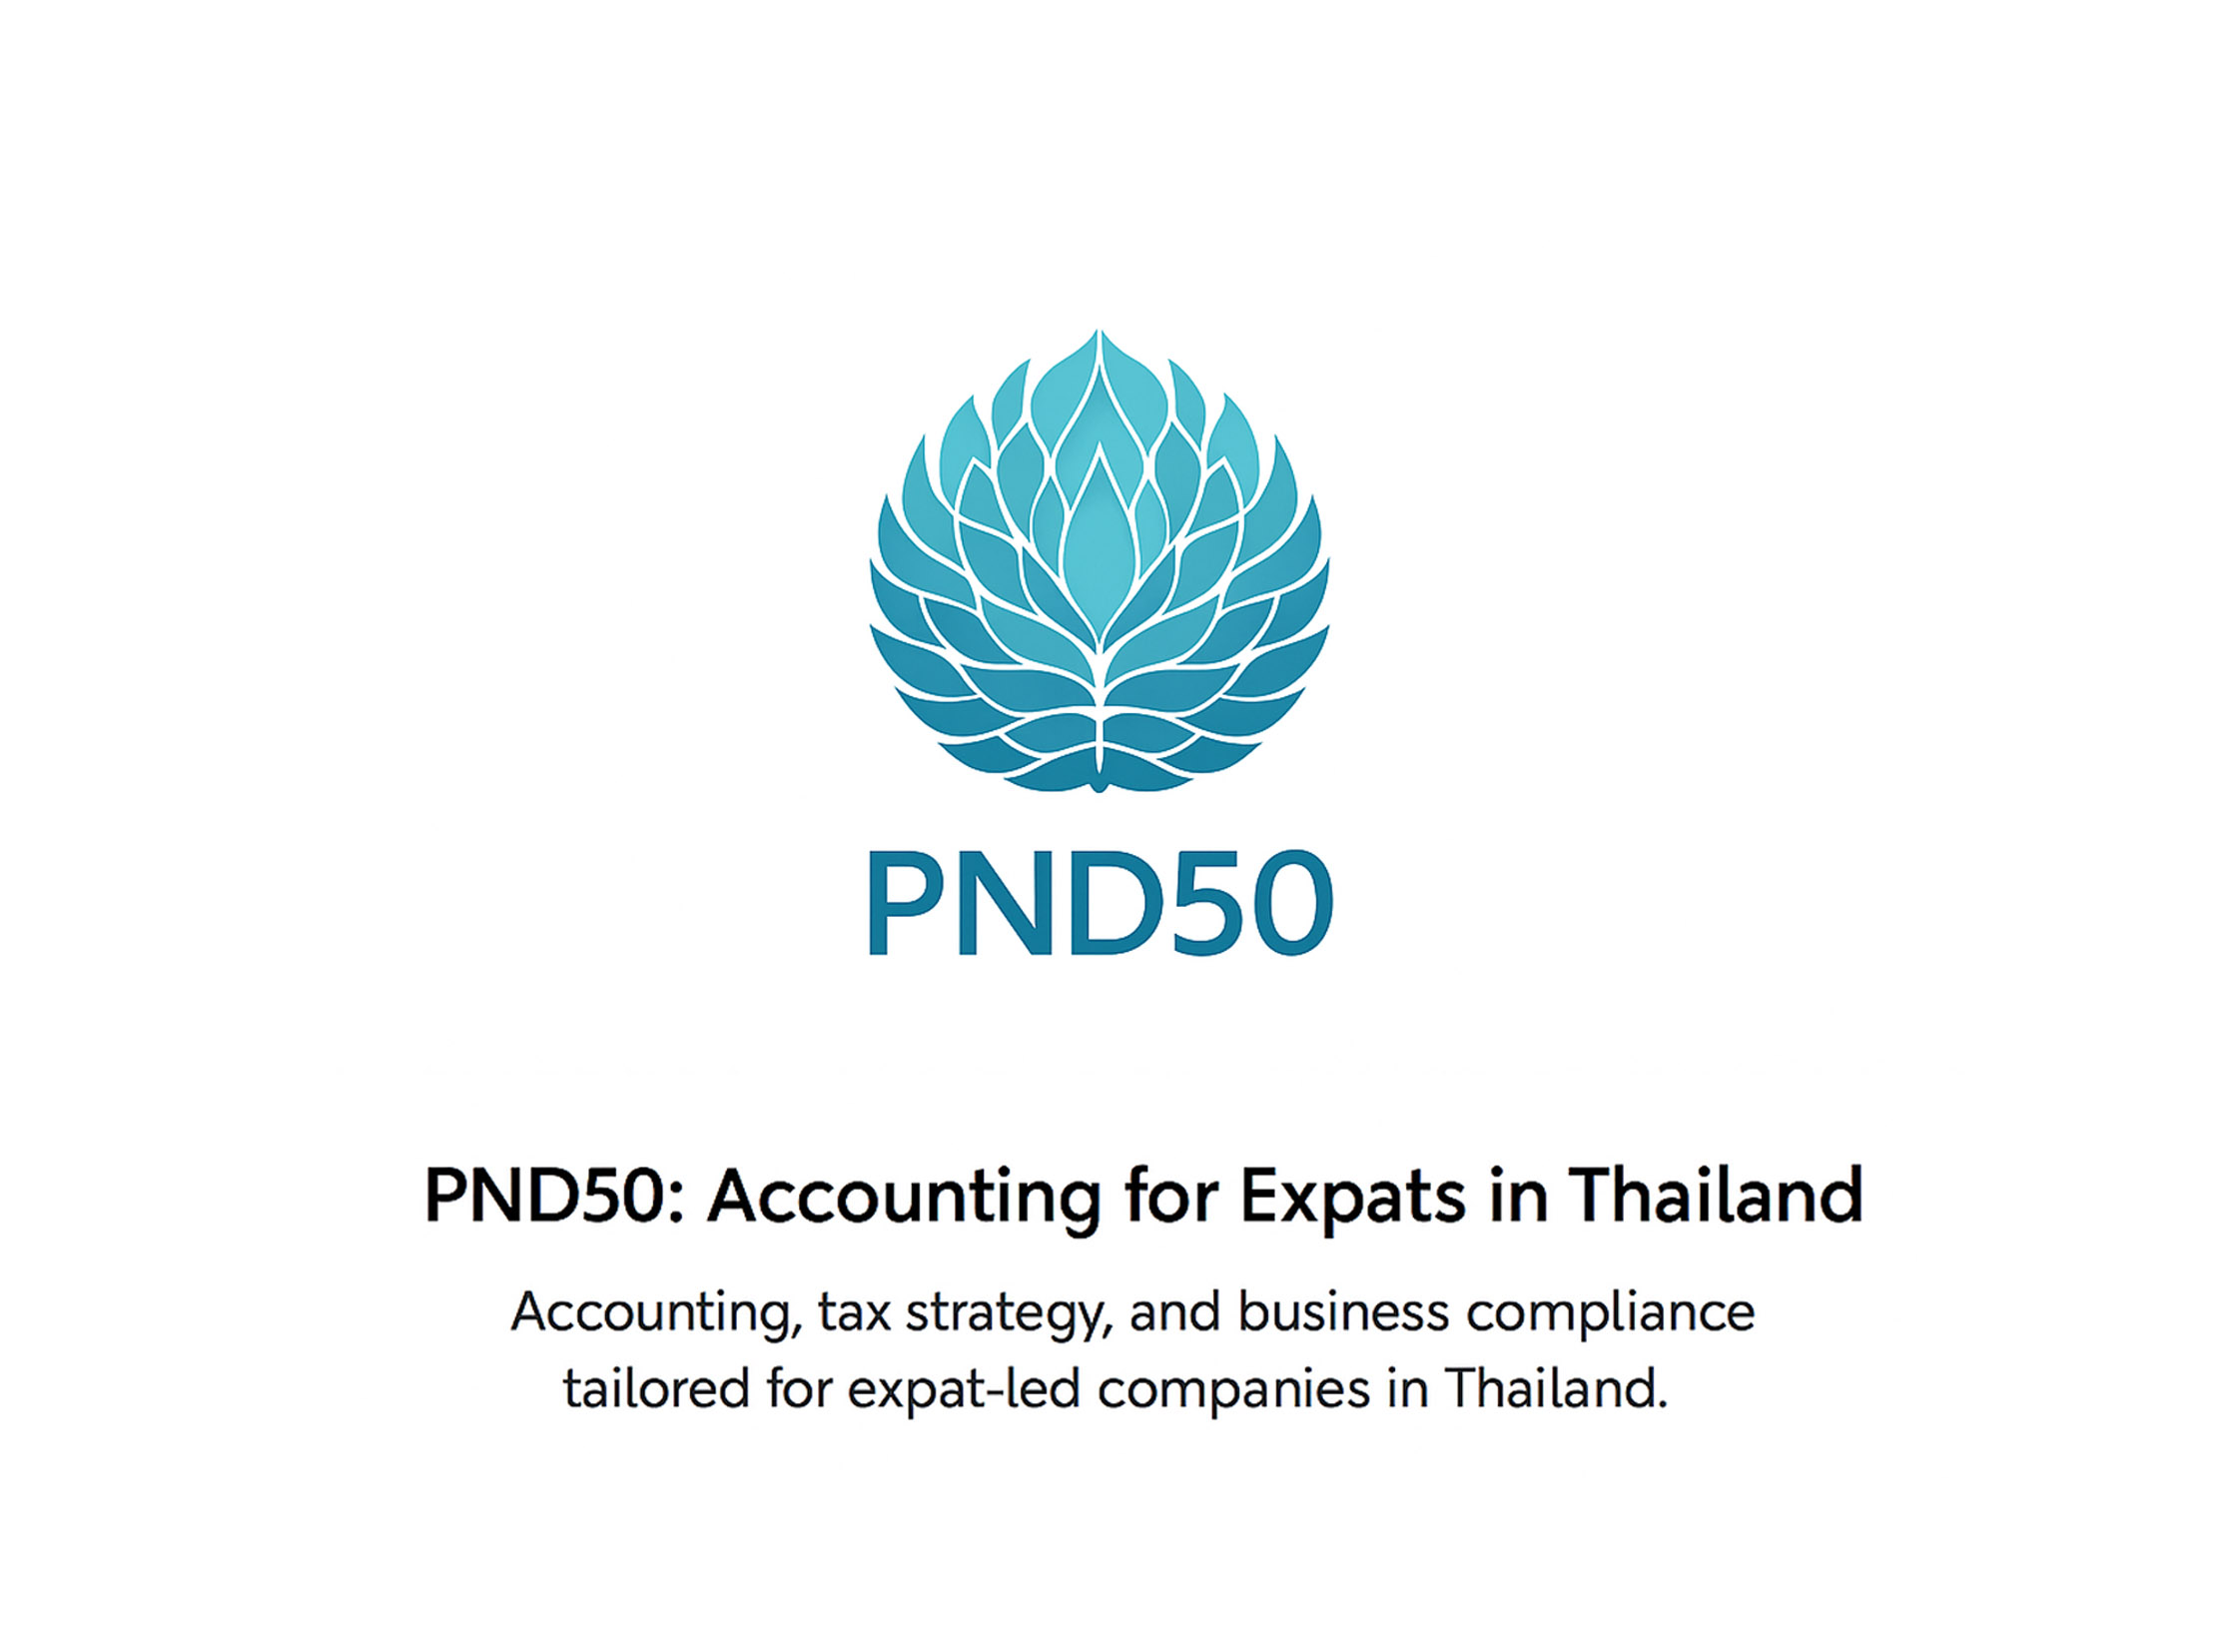 PND50
PND50: Accounting for Expats in Thailand
Accounting, tax strategy, and business compliance
tailored for expat-led companies in Thailand.